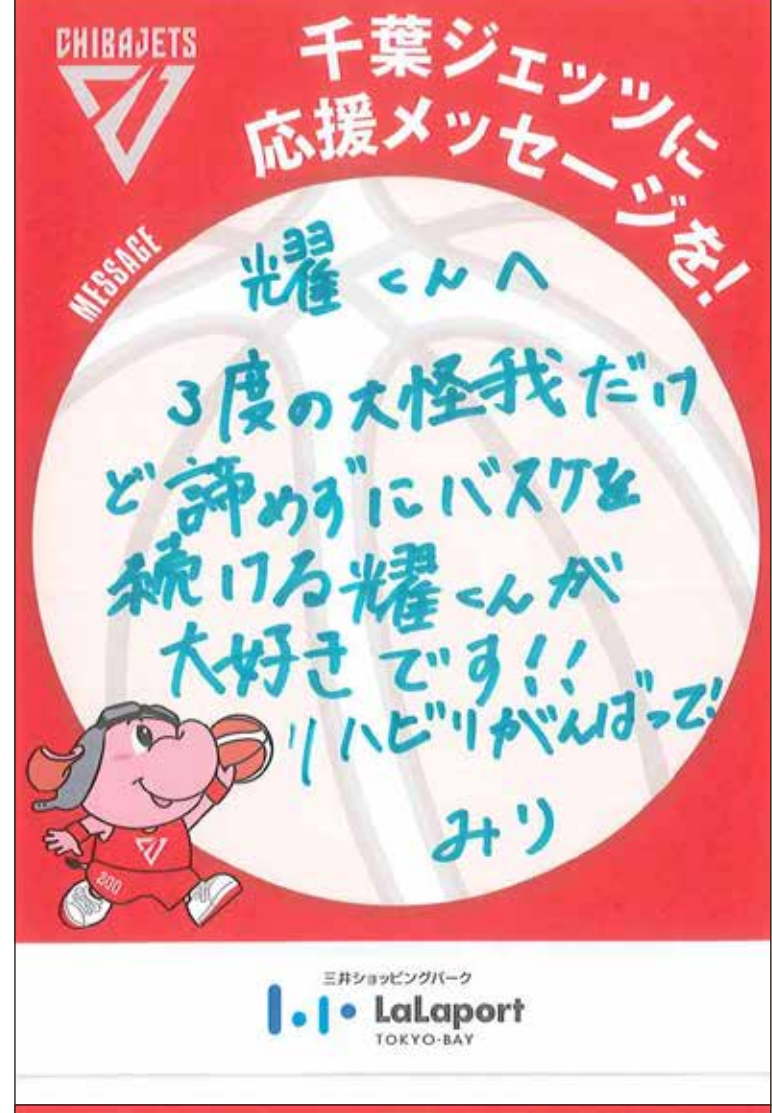 CHIBAJETS
千葉ジェッツに
応援メッセージを!
MESSAGE
光耀くんへ
3度の大怪我だけ
ど諦めずにバスケを
続ける光耀くんが
大好きです!!
リハビリがんばって!
みり
200
三井ショッピングパーク
LaLaport
TOKYO-BAY